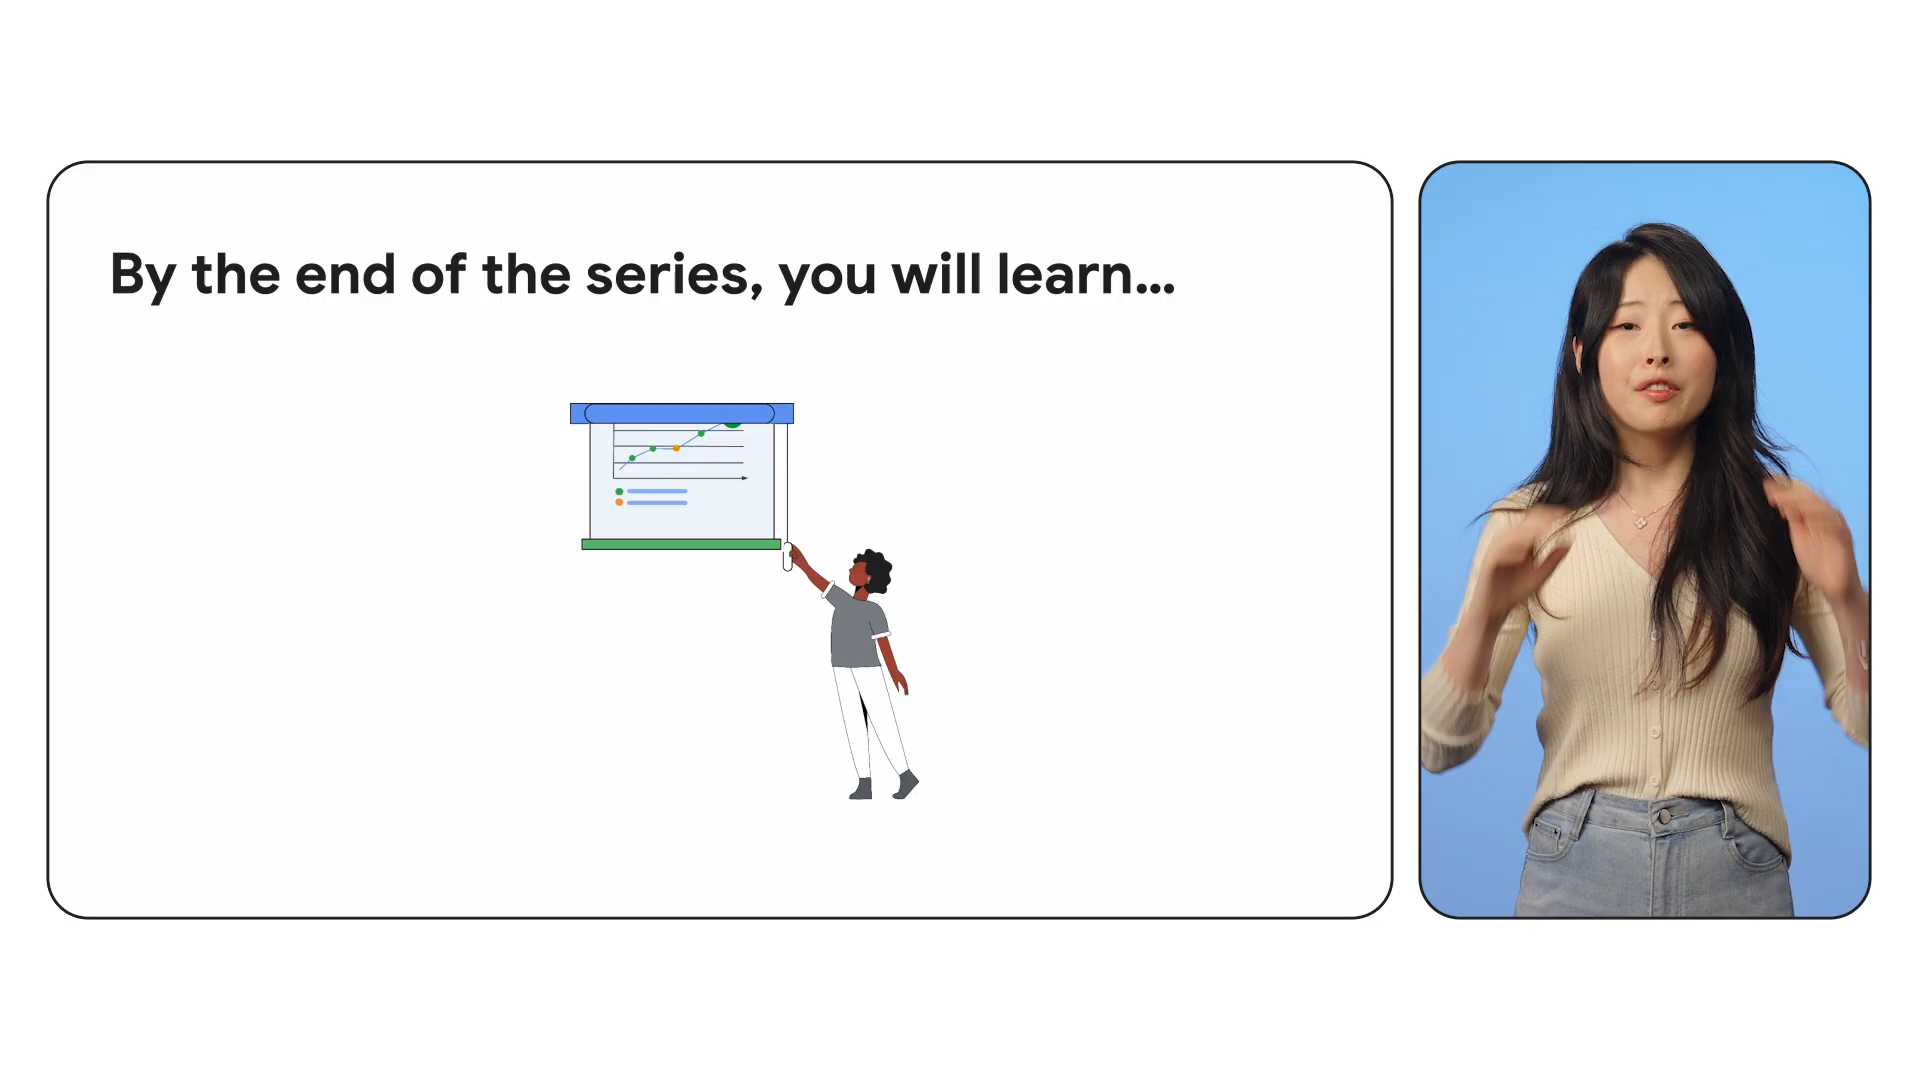 By the end of the series, you will learn...